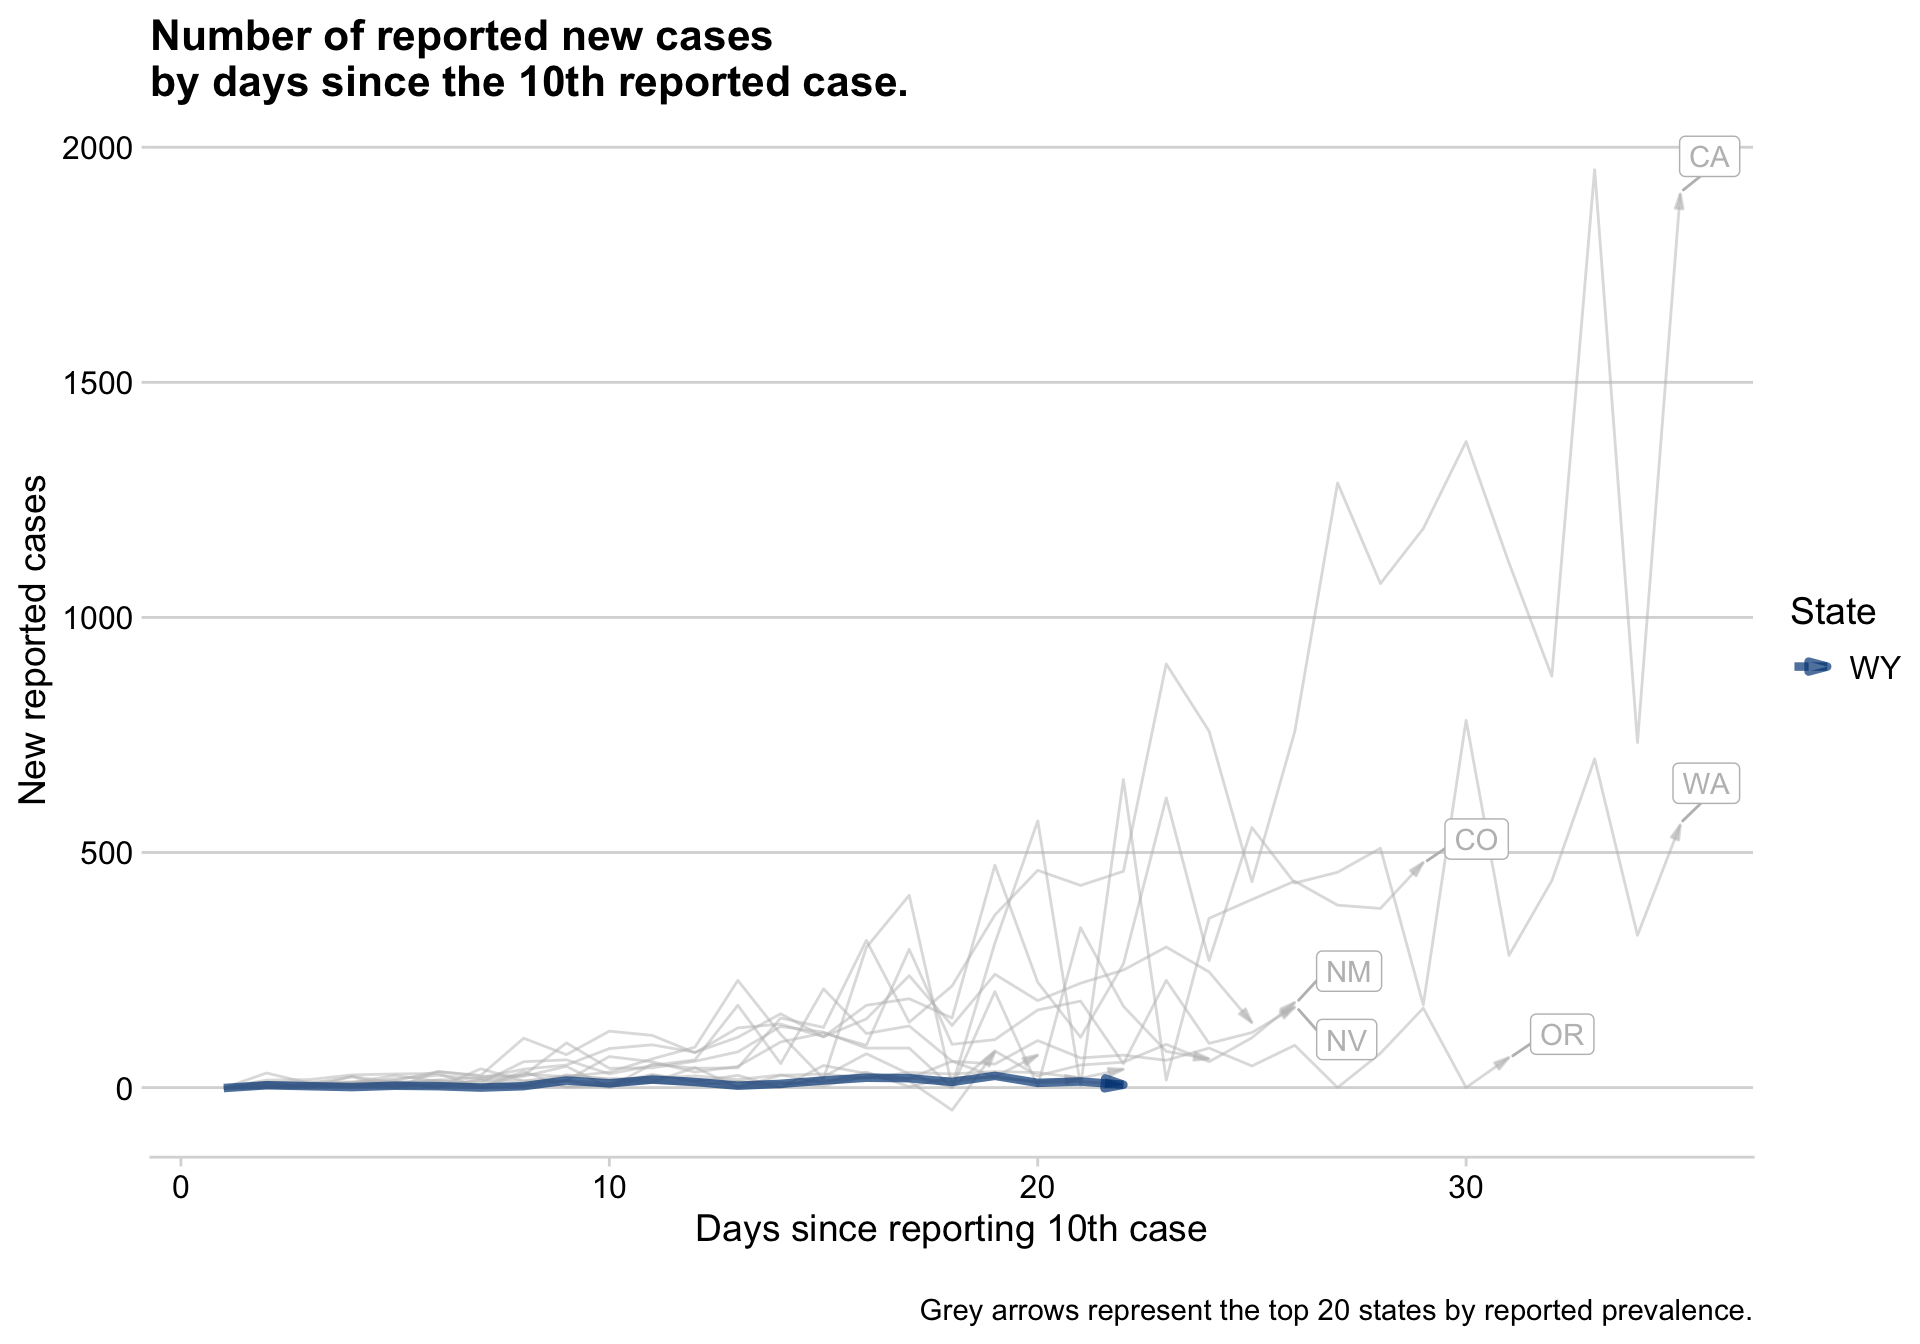 Number of reported new cases
by days since the 10th reported case.
2000
1500
1000
500
0
New reported cases
CA
WA
CO
NM
NV
OR
State
WY
0
10
20
30
Days since reporting 10th case
Grey arrows represent the top 20 states by reported prevalence.